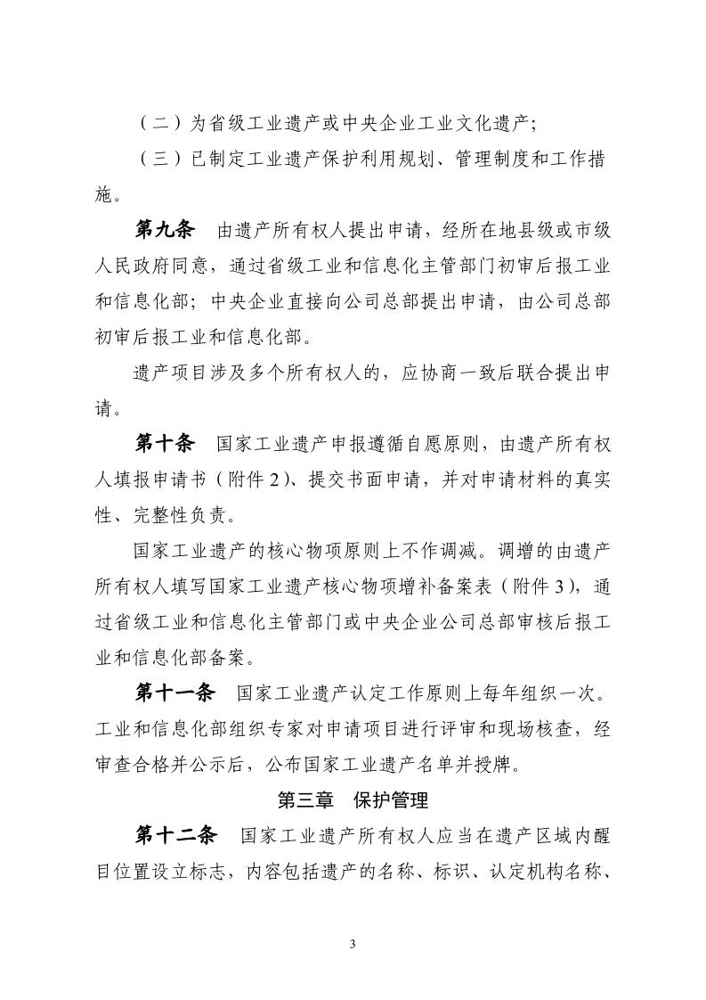 （二）为省级工业遗产或中央企业工业文化遗产；
（三）已制定工业遗产保护利用规划、管理制度和工作措
施。
第九条　由遗产所有权人提出申请，经所在地县级或市级
人民政府同意，通过省级工业和信息化主管部门初审后报工业
和信息化部；中央企业直接向公司总部提出申请，由公司总部
初审后报工业和信息化部。
遗产项目涉及多个所有权人的，应协商一致后联合提出申
请。
第十条　国家工业遗产申报遵循自愿原则，由遗产所有权
人填报申请书（附件 2）、提交书面申请，并对申请材料的真实
性、完整性负责。
国家工业遗产的核心物项原则上不作调减。调增的由遗产
所有权人填写国家工业遗产核心物项增补备案表（附件 3），通
过省级工业和信息化主管部门或中央企业公司总部审核后报工
业和信息化部备案。
第十一条　国家工业遗产认定工作原则上每年组织一次。
工业和信息化部组织专家对申请项目进行评审和现场核查，经
审查合格并公示后，公布国家工业遗产名单并授牌。
第三章　保护管理
第十二条　国家工业遗产所有权人应当在遗产区域内醒
目位置设立标志，内容包括遗产的名称、标识、认定机构名称、
3